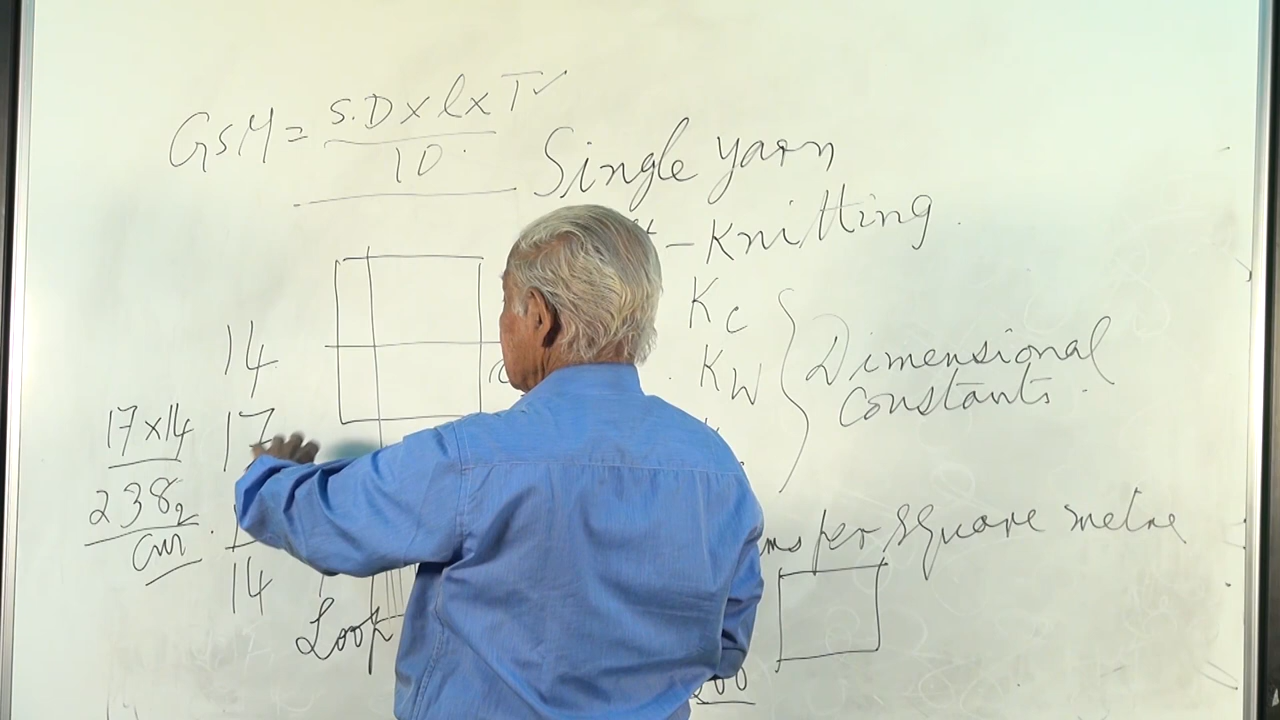 GSM = S.D x l x T
10
Single yarn
- Knitting.
Kc
Kw
Dimensional
Constants.
14
17
17 x 14
238
cm
14
Loop
per square metre